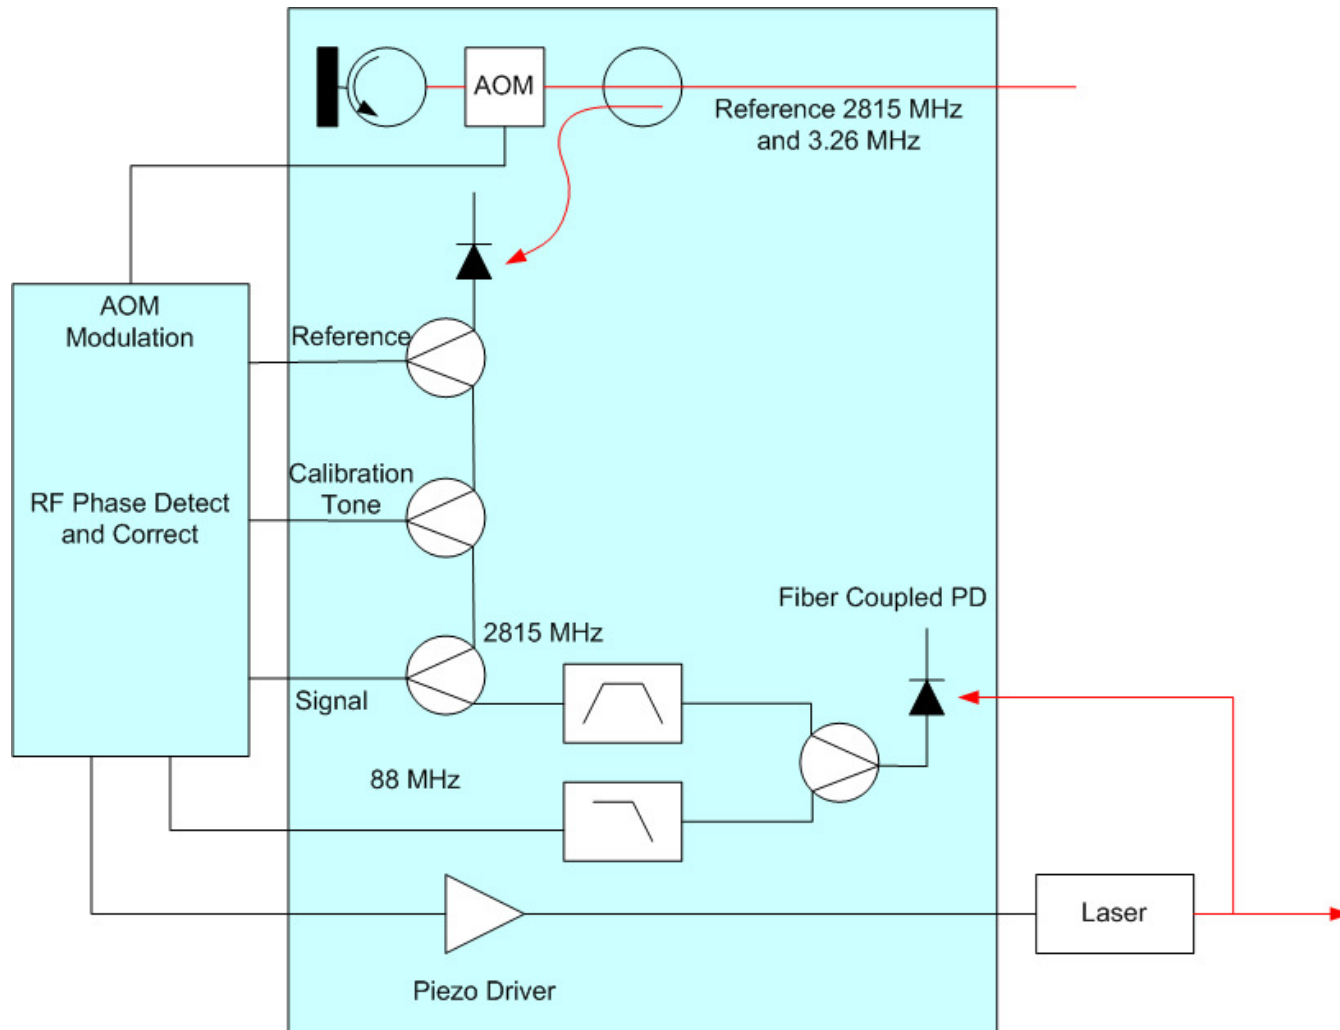 AOM
Reference 2815 MHz
and 3.26 MHz
AOM
Modulation
Reference
Calibration
Tone
RF Phase Detect
and Correct
Fiber Coupled PD
2815 MHz
Signal
88 MHz
Laser
Piezo Driver